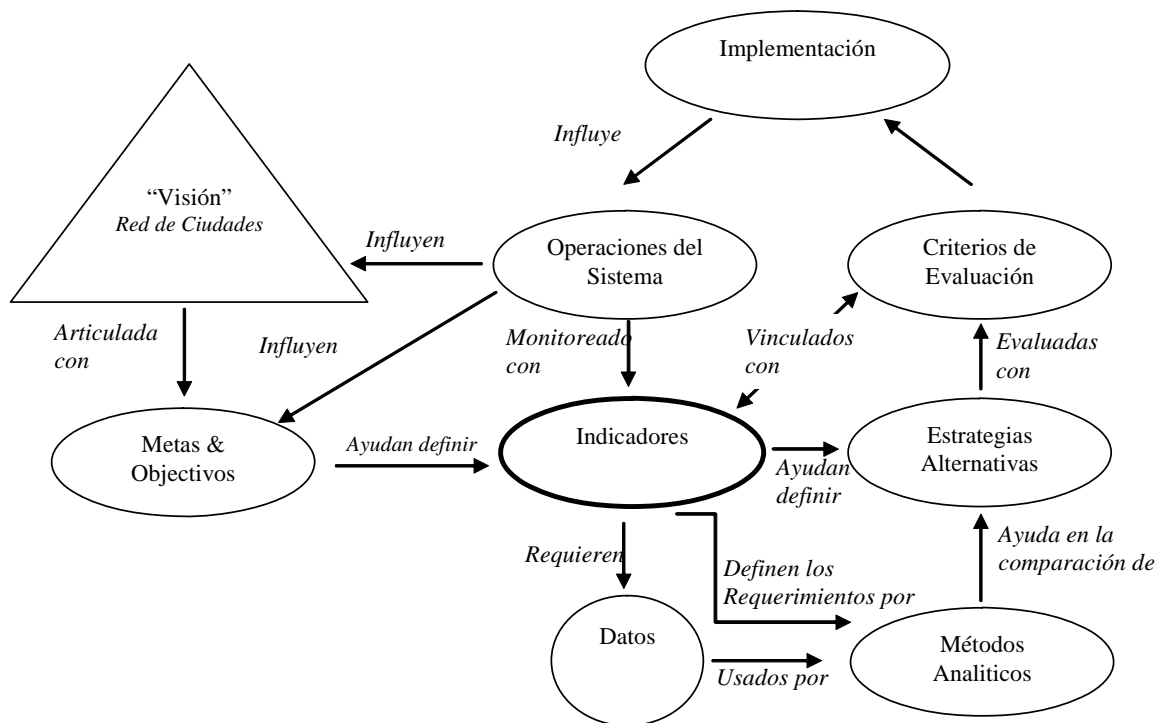 Implementación
Influye
“Visión”
Red de Ciudades
Influyen
Operaciones del
Sistema
Criterios de
Evaluación
Articulada
con
Influyen
Monitoreado
con
Vinculados
con
Evaluadas
con
Metas &
Objectivos
Ayudan definir
Indicadores
Ayudan
definir
Estrategias
Alternativas
Requieren
Definen los
Requerimientos por
Ayuda en la
comparación de
Datos
Usados por
Métodos
Analiticos